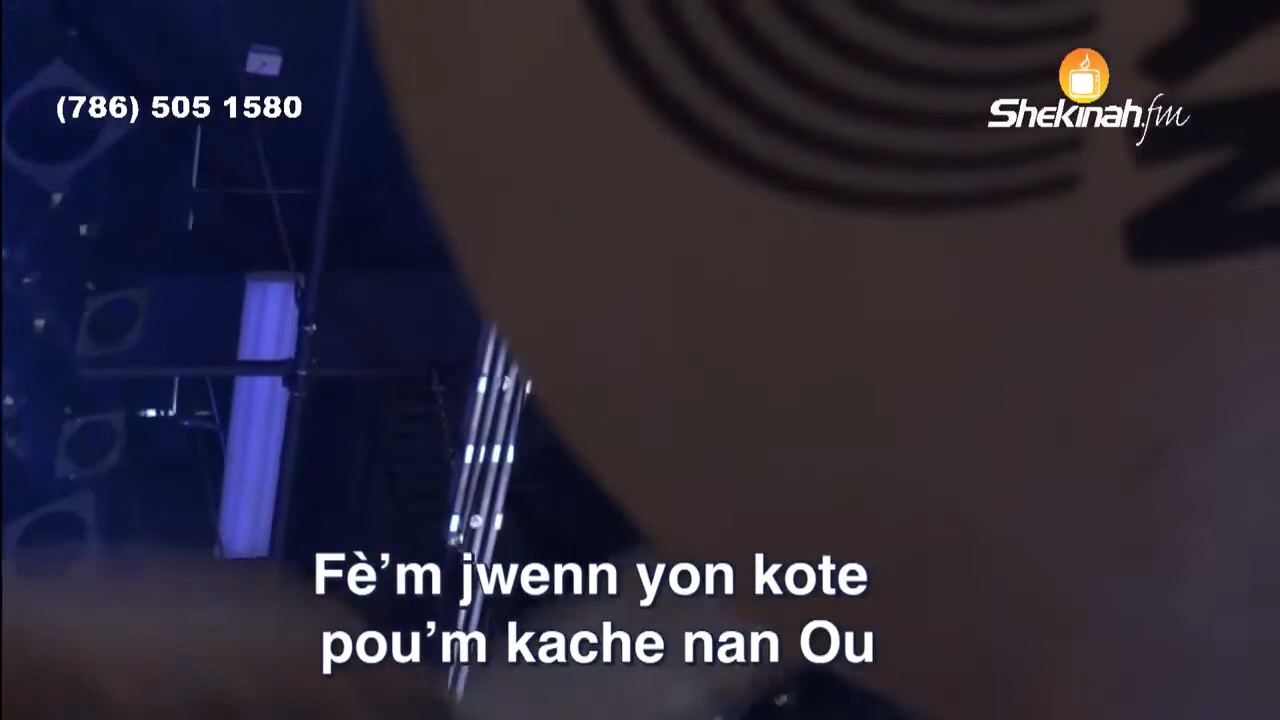 (786) 505 1580
Shekinah.fm
Fè’m jwenn yon kote
pou’m kache nan Ou